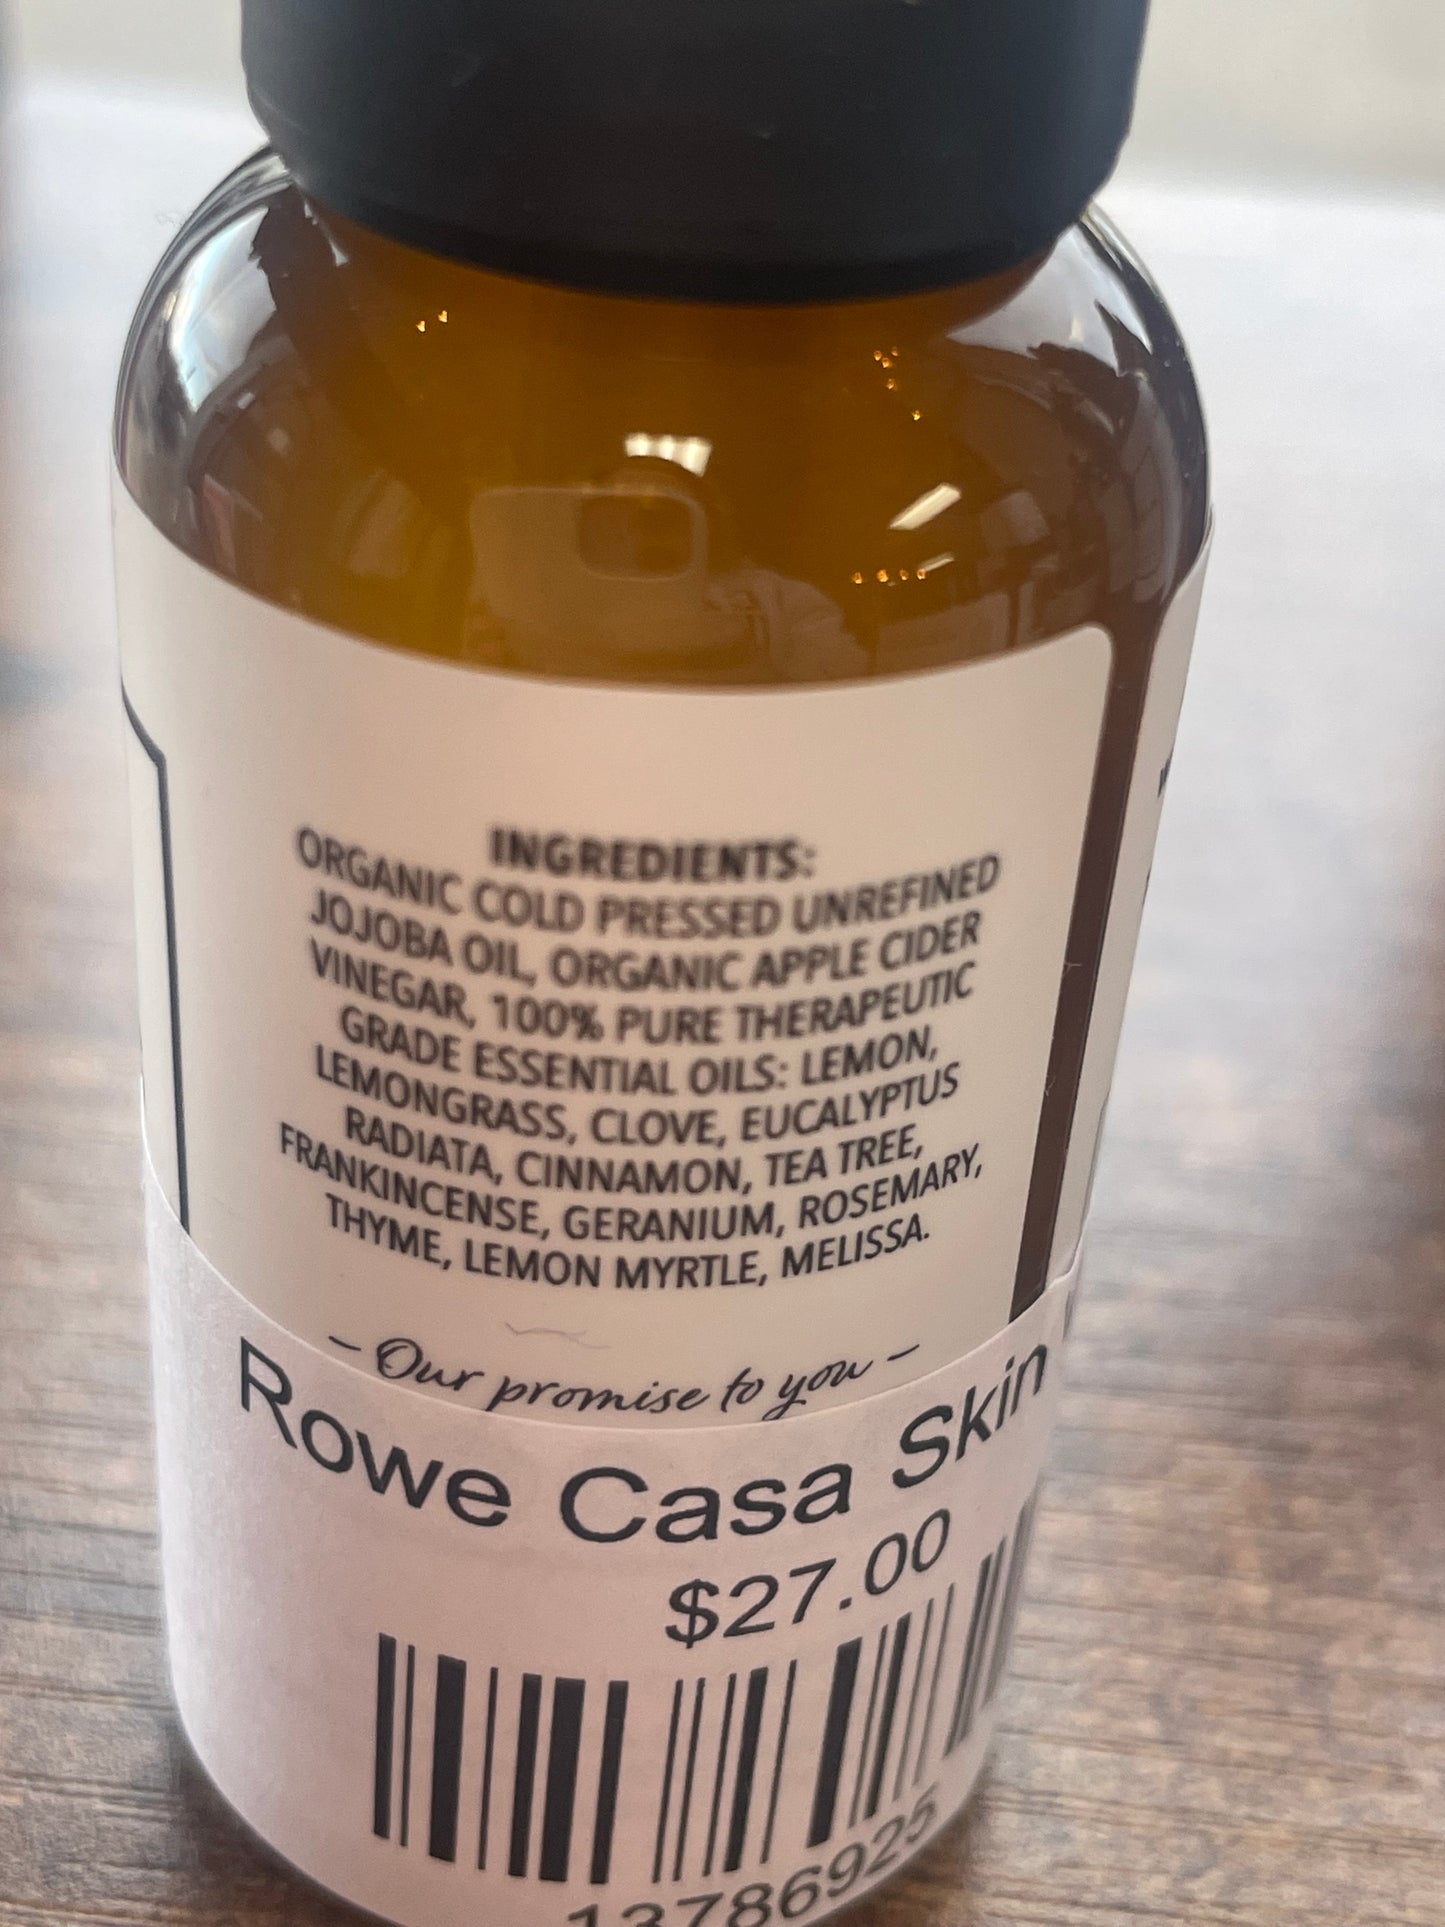 INGREDIENTS:
ORGANIC COLD PRESSED UNREFINED
JOJOBA OIL, ORGANIC APPLE CIDER
VINEGAR, 100% PURE THERAPEUTIC
GRADE ESSENTIAL OILS: LEMON,
LEMONGRASS, CLOVE, EUCALYPTUS
RADIATA, CINNAMON, TEA TREE,
FRANKINCENSE, GERANIUM, ROSEMARY,
THYME, LEMON MYRTLE, MELISSA.
– Our promise to you –
Rowe Casa Skin
$27.00
13786925